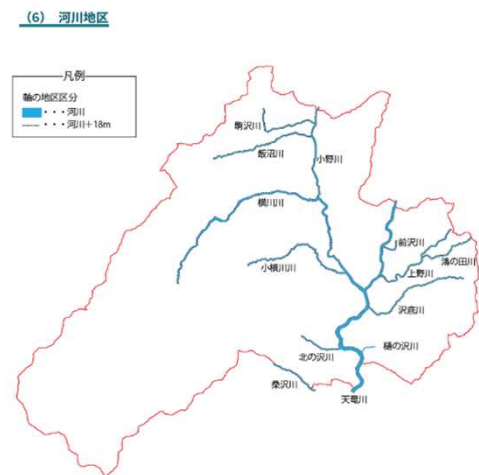 （6） 河川地区
凡例
軸の地区区分
・・・河川
・・・河川＋18m
駒沢川
飯沼川
小野川
横川川
前沢川
鴻の田川
小横川川
上野川
沢底川
北の沢川
樋の沢川
桑沢川
天竜川